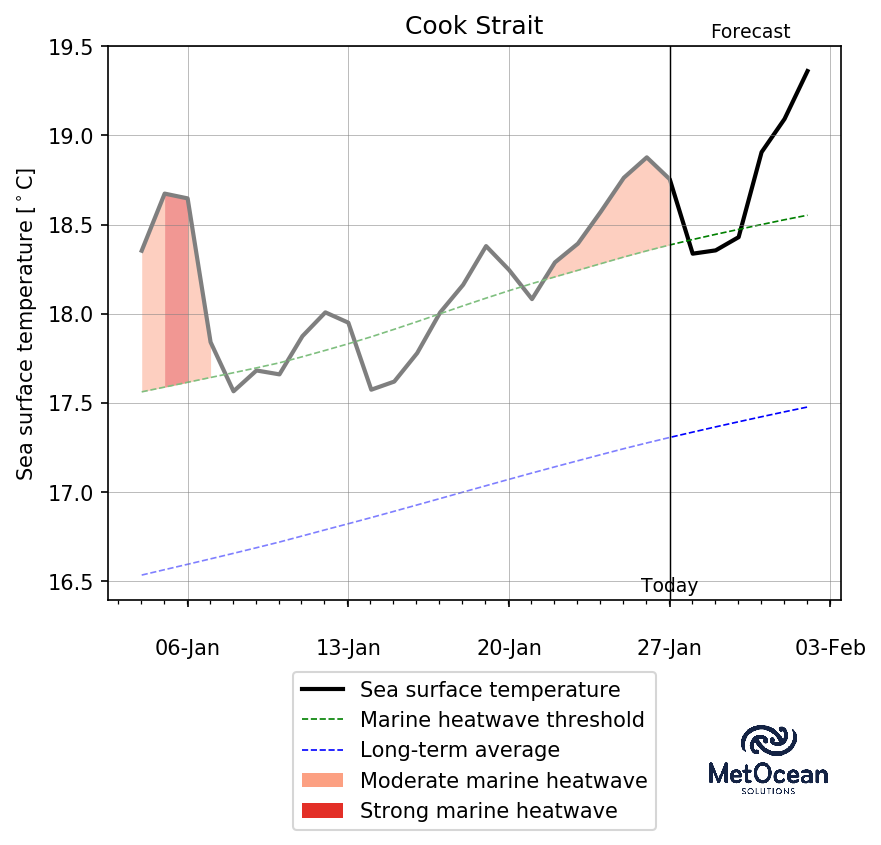 Cook Strait
Forecast
Sea surface temperature [°C]
19.5
19.0
18.5
18.0
17.5
17.0
16.5
Today
06-Jan
13-Jan
20-Jan
27-Jan
03-Feb
Sea surface temperature
Marine heatwave threshold
Long-term average
Moderate marine heatwave
Strong marine heatwave
MetOcean
SOLUTIONS